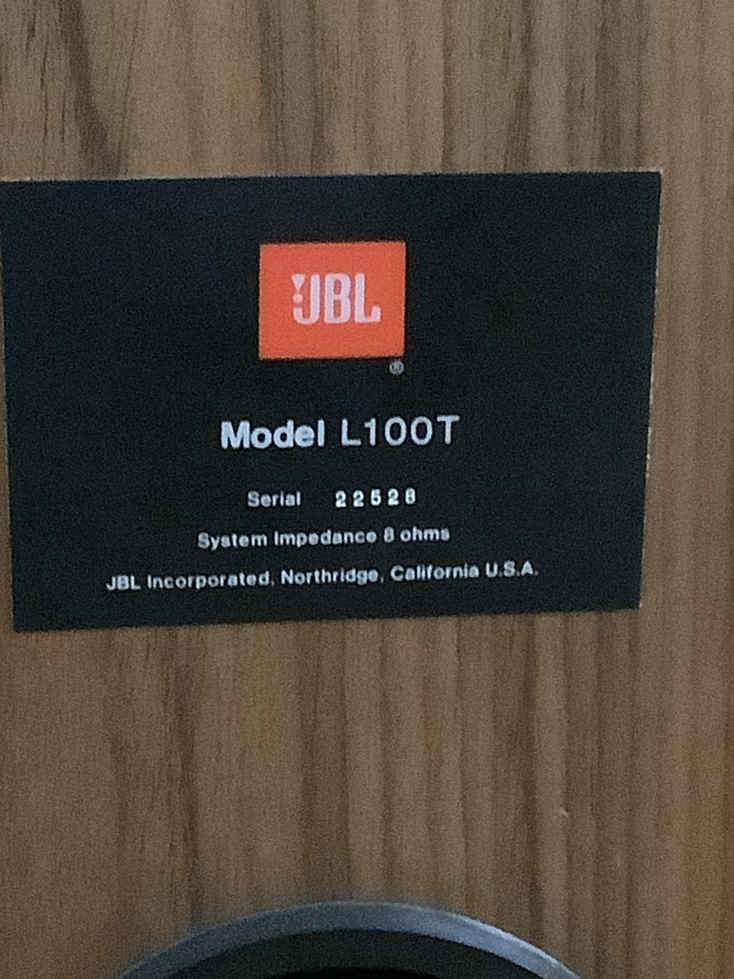 JBL
®
Model L100T
Serial 22528
System Impedance 8 ohms
JBL Incorporated, Northridge, California U.S.A.